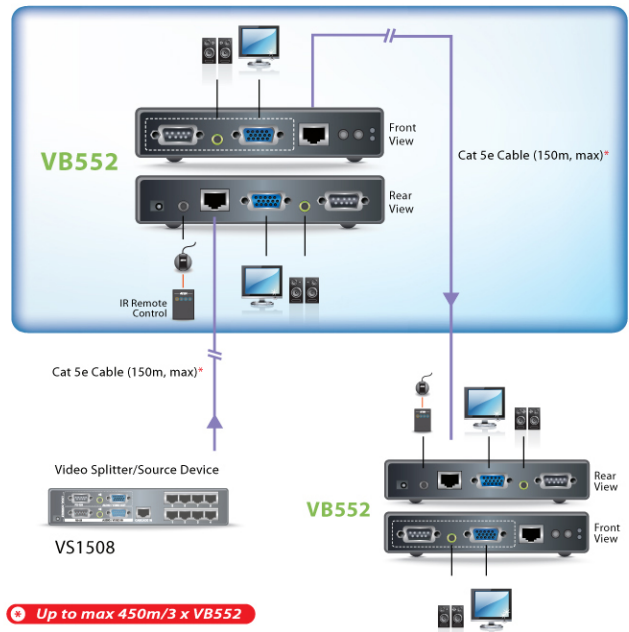 Front
View
VB552
Cat 5e Cable (150m, max)*
Rear
View
IR Remote
Control
Cat 5e Cable (150m, max)*
Video Splitter/Source Device
VS1508
Rear
View
VB552
Front
View
* Up to max 450m/3 x VB552